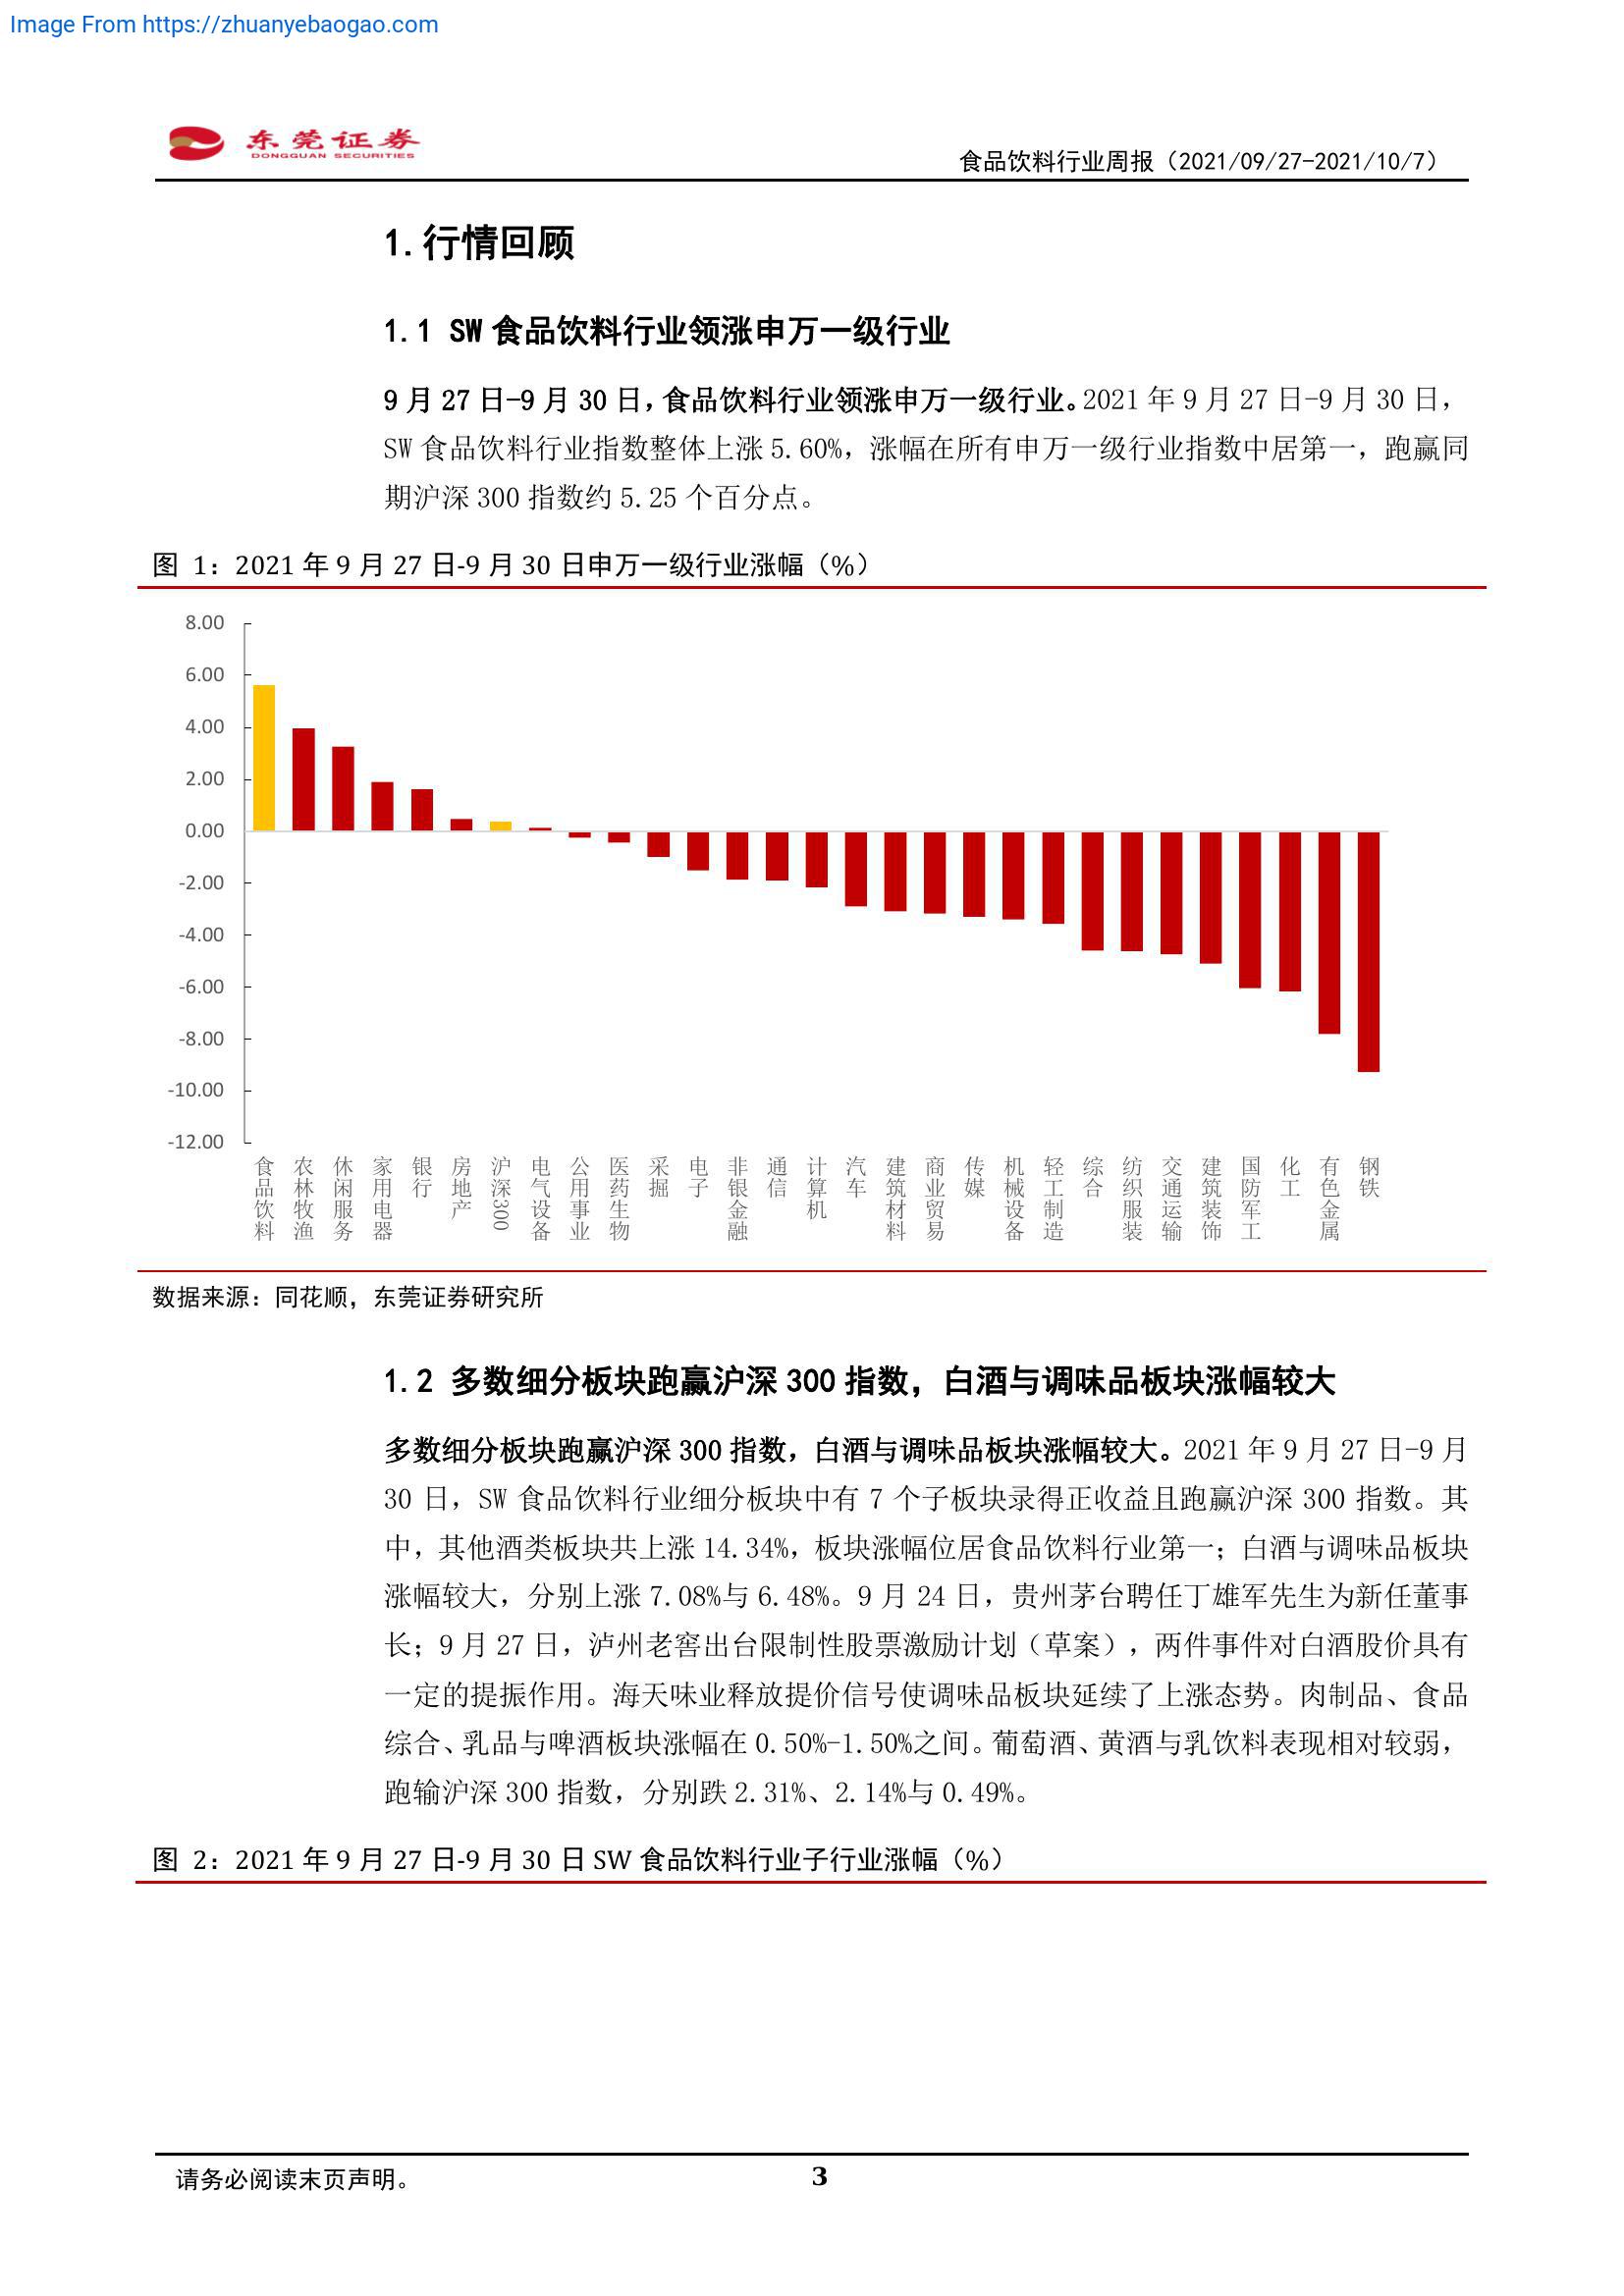 Image From https://zhuanyebaogao.com
东莞证券
DONGGUAN SECURITIES
食品饮料行业周报（2021/09/27-2021/10/7）
1.行情回顾
1.1 SW 食品饮料行业领涨申万一级行业
9 月 27 日-9 月 30 日，食品饮料行业领涨申万一级行业。2021 年 9 月 27 日-9 月 30 日，
SW 食品饮料行业指数整体上涨 5.60%，涨幅在所有申万一级行业指数中居第一，跑赢同
期沪深 300 指数约 5.25 个百分点。
图 1：2021 年 9 月 27 日-9 月 30 日申万一级行业涨幅（%）
8.00
6.00
4.00
2.00
0.00
-2.00
-4.00
-6.00
-8.00
-10.00
-12.00
食品饮料
农林牧渔
休闲服务
家用电器
银行
房地产
沪深300
电气设备
公用事业
医药生物
采掘
电子
非银金融
通信
计算机
汽车
建筑材料
商业贸易
传媒
机械设备
轻工制造
综合
纺织服装
交通运输
建筑装饰
国防军工
化工
有色金属
钢铁
数据来源：同花顺，东莞证券研究所
1.2 多数细分板块跑赢沪深 300 指数，白酒与调味品板块涨幅较大
多数细分板块跑赢沪深 300 指数，白酒与调味品板块涨幅较大。2021 年 9 月 27 日-9 月
30 日，SW 食品饮料行业细分板块中有 7 个子板块录得正收益且跑赢沪深 300 指数。其
中，其他酒类板块共上涨 14.34%，板块涨幅位居食品饮料行业第一；白酒与调味品板块
涨幅较大，分别上涨 7.08%与 6.48%。9 月 24 日，贵州茅台聘任丁雄军先生为新任董事
长；9 月 27 日，泸州老窖出台限制性股票激励计划（草案），两件事件对白酒股价具有
一定的提振作用。海天味业释放提价信号使调味品板块延续了上涨态势。肉制品、食品
综合、乳品与啤酒板块涨幅在 0.50%-1.50%之间。葡萄酒、黄酒与乳饮料表现相对较弱，
跑输沪深 300 指数，分别跌 2.31%、2.14%与 0.49%。
图 2：2021 年 9 月 27 日-9 月 30 日 SW 食品饮料行业子行业涨幅（%）
请务必阅读末页声明。
3